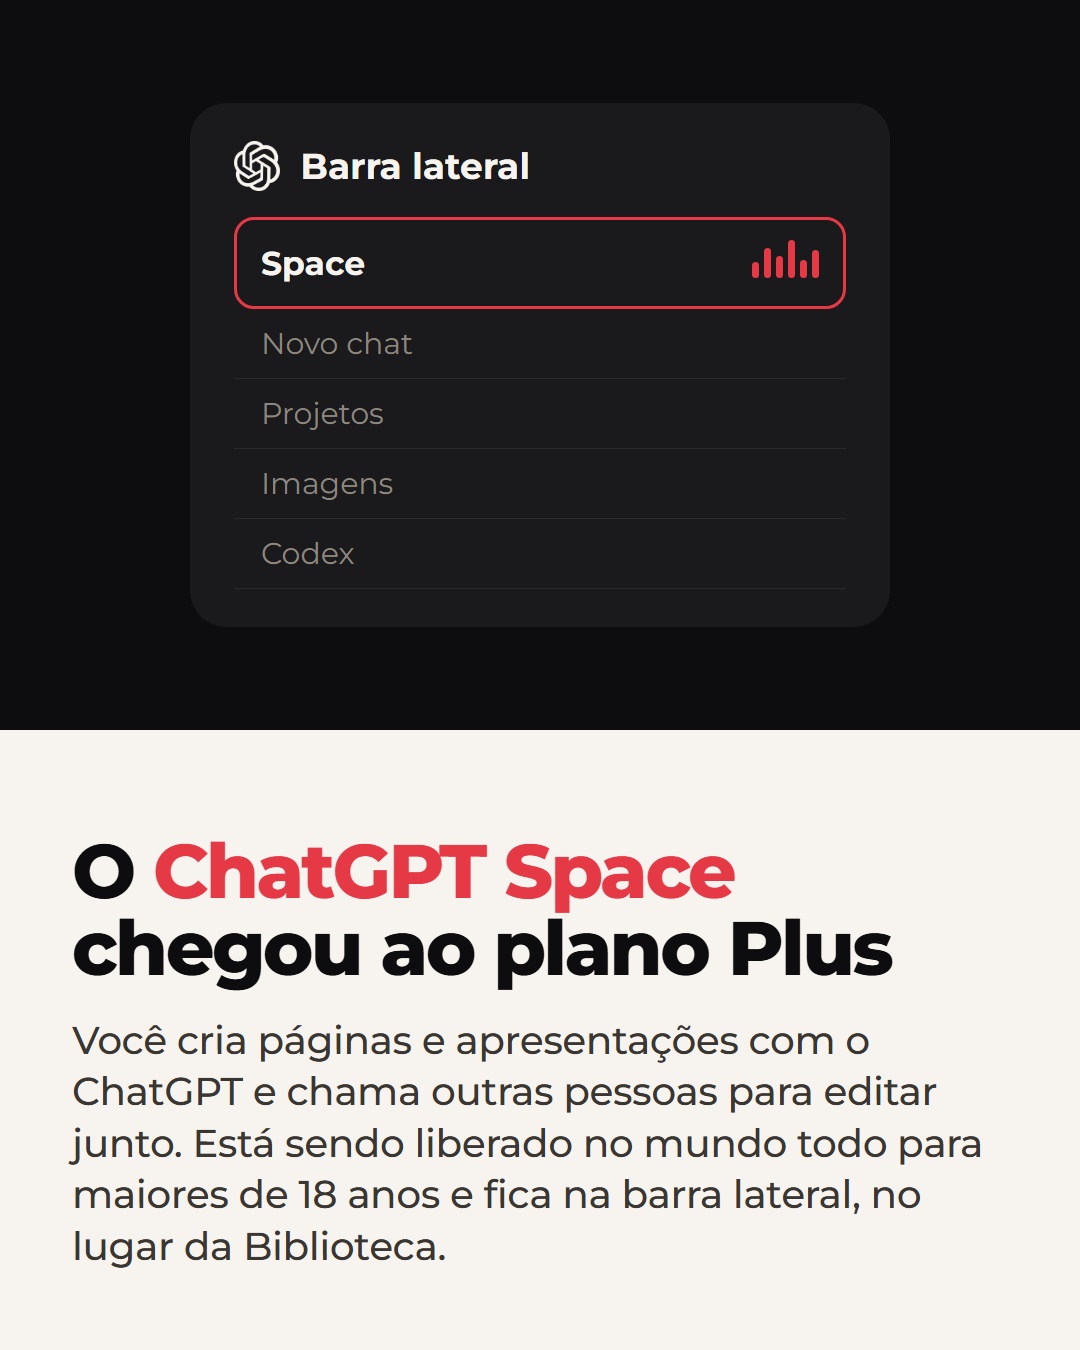 Barra lateral
Space
Novo chat
Projetos
Imagens
Codex
O ChatGPT Space
chegou ao plano Plus
Você cria páginas e apresentações com o
ChatGPT e chama outras pessoas para editar
junto. Está sendo liberado no mundo todo para
maiores de 18 anos e fica na barra lateral, no
lugar da Biblioteca.